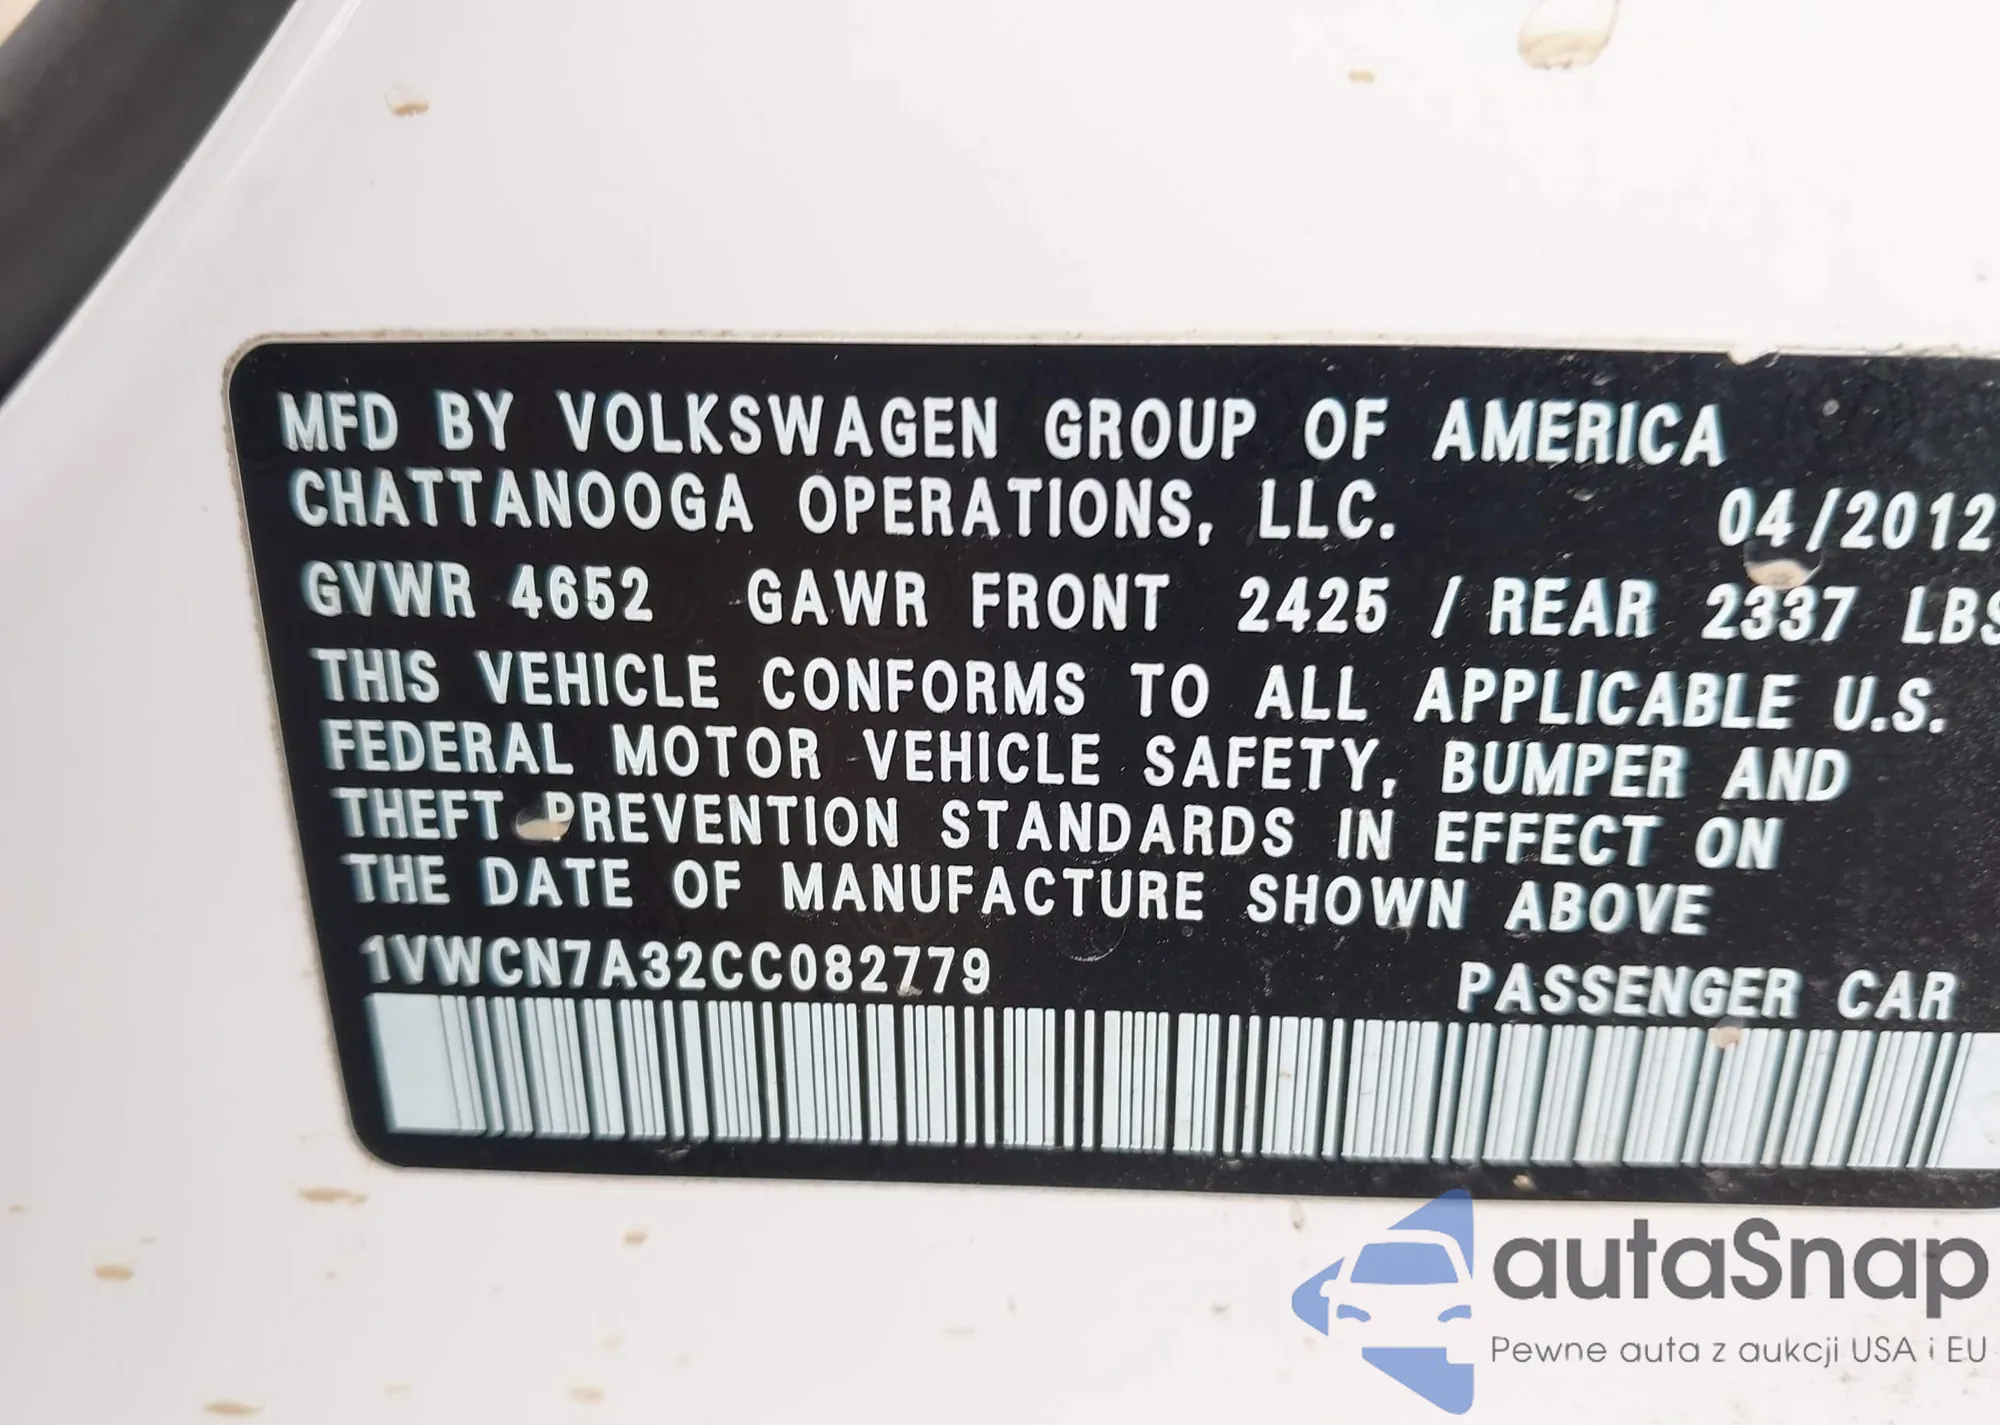 MFD BY VOLKSWAGEN GROUP OF AMERICA
CHATTANOOGA OPERATIONS, LLC. 04/2012
GVWR 4652 GAWR FRONT 2425 / REAR 2337 LBS
THIS VEHICLE CONFORMS TO ALL APPLICABLE U.S.
FEDERAL MOTOR VEHICLE SAFETY, BUMPER AND
THEFT PREVENTION STANDARDS IN EFFECT ON
THE DATE OF MANUFACTURE SHOWN ABOVE
1VWCN7A32CC082779 PASSENGER CAR
autaSnap
Pewne auta z aukcji USA i EU